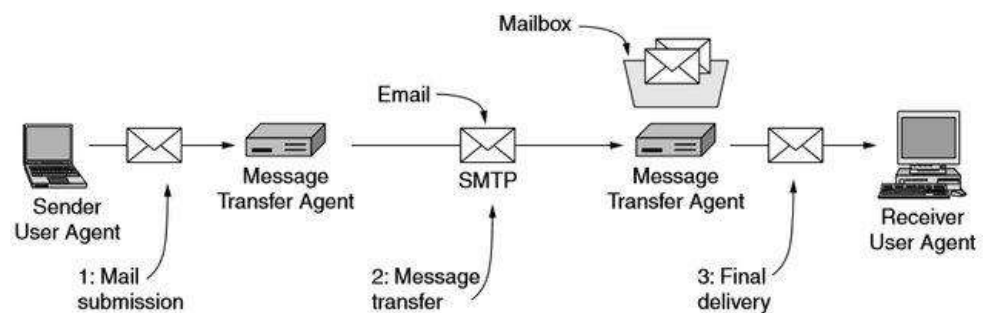 Mailbox
Email
Sender
User Agent
Message
Transfer Agent
SMTP
Message
Transfer Agent
Receiver
User Agent
1: Mail
submission
2: Message
transfer
3: Final
delivery